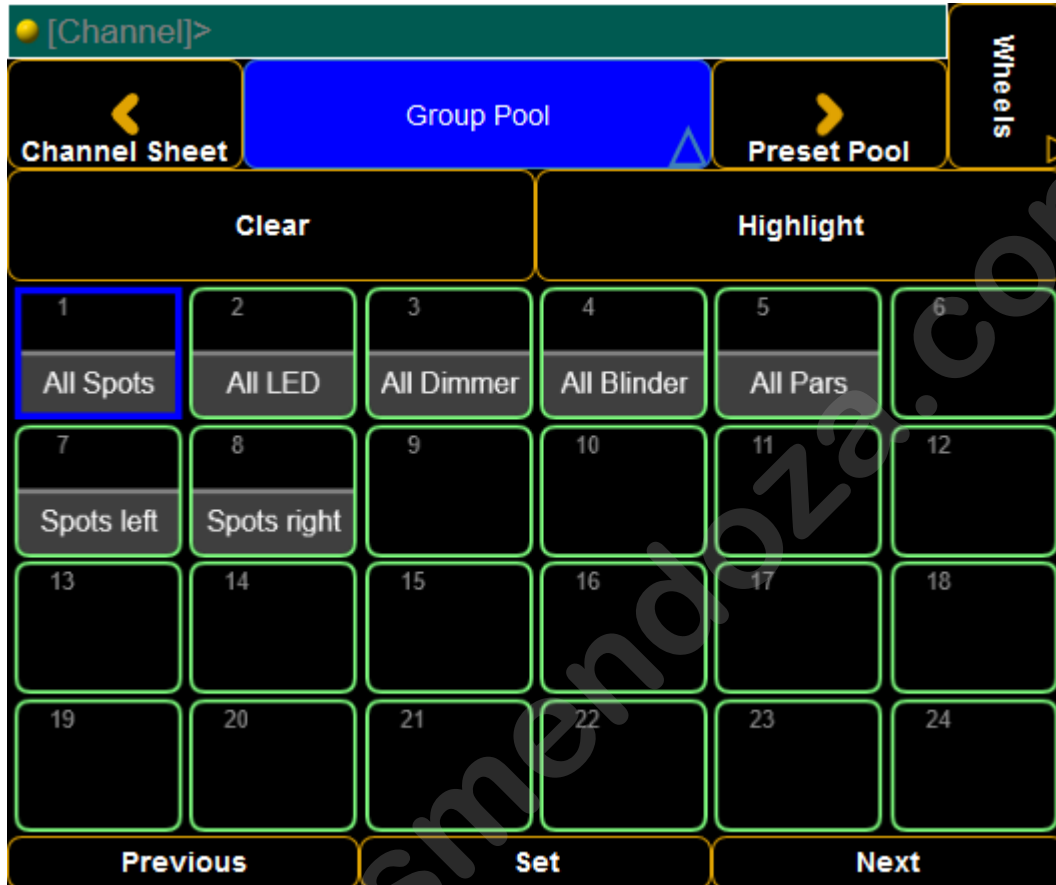 [Channel]>
Wheels
Channel Sheet
Group Pool
Preset Pool
Clear
Highlight
1 2 3 4 5 6
All Spots All LED All Dimmer All Blinder All Pars
7 8 9 10 11 12
Spots left Spots right
13 14 15 16 17 18
19 20 21 22 23 24
Previous Set Next
smendoza.co